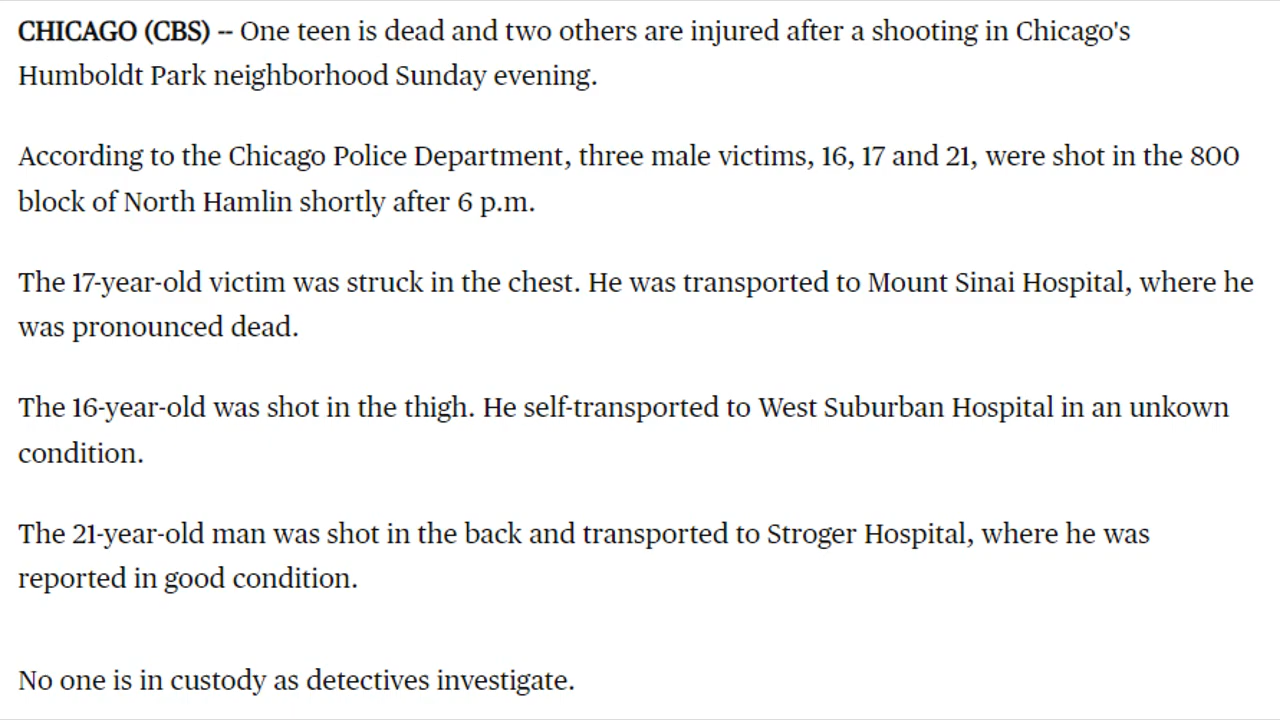 CHICAGO (CBS) -- One teen is dead and two others are injured after a shooting in Chicago's
Humboldt Park neighborhood Sunday evening.
According to the Chicago Police Department, three male victims, 16, 17 and 21, were shot in the 800
block of North Hamlin shortly after 6 p.m.
The 17-year-old victim was struck in the chest. He was transported to Mount Sinai Hospital, where he
was pronounced dead.
The 16-year-old was shot in the thigh. He self-transported to West Suburban Hospital in an unkown
condition.
The 21-year-old man was shot in the back and transported to Stroger Hospital, where he was
reported in good condition.
No one is in custody as detectives investigate.